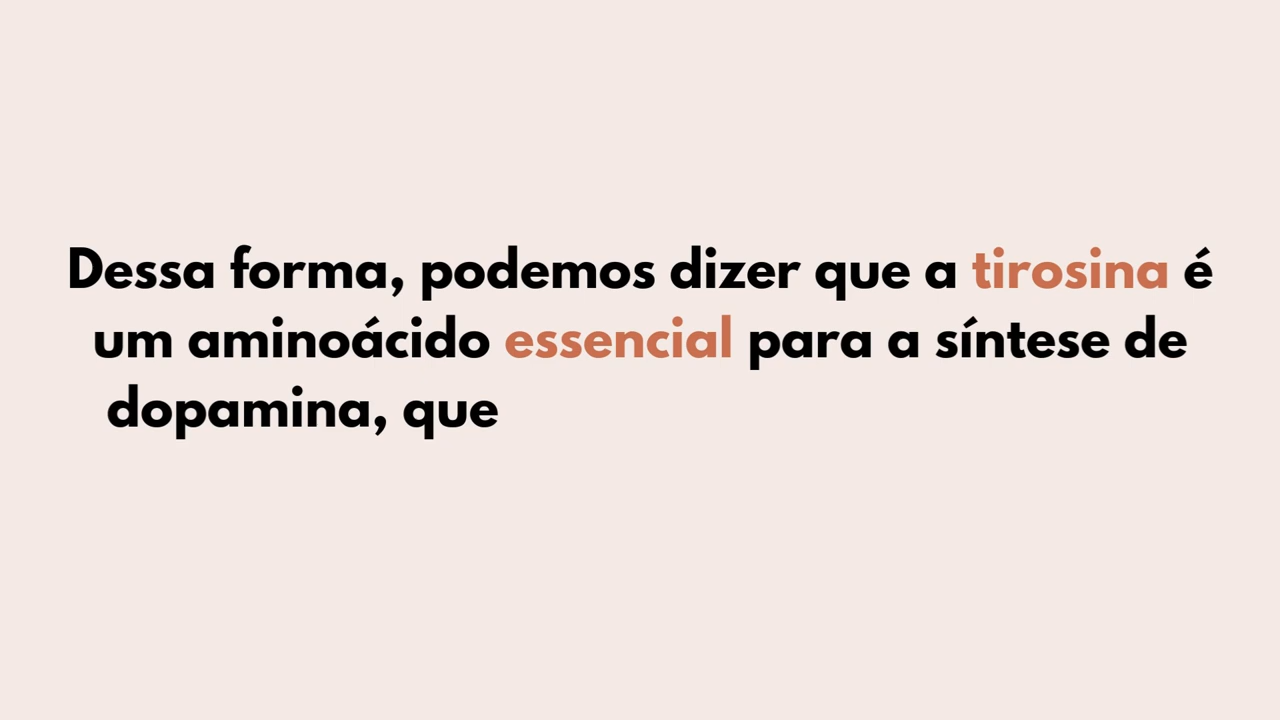 Dessa forma, podemos dizer que a tirosina é
um aminoácido essencial para a síntese de
dopamina, que